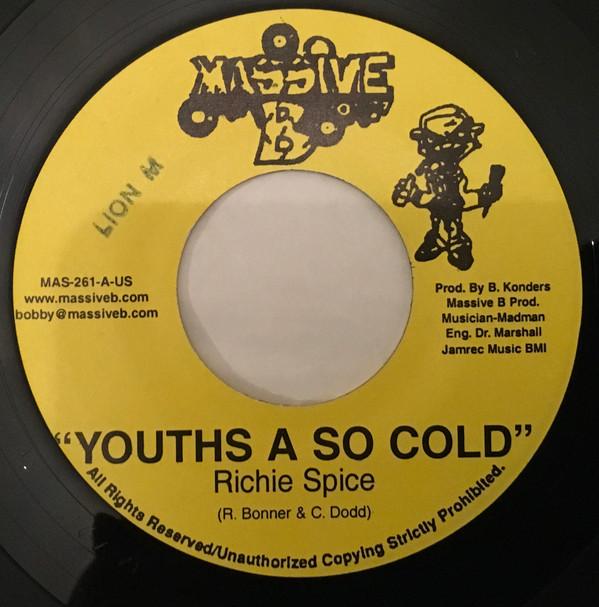 MASSIVE
B
LION M
MAS-261-A-US
www.massiveb.com
bobby@massiveb.com
Prod. By B. Konders
Massive B Prod.
Musician-Madman
Eng. Dr. Marshall
Jamrec Music BMI
“YOUTHS A SO COLD”
Richie Spice
(R. Bonner & C. Dodd)
All Rights Reserved/Unauthorized Copying Strictly Prohibited.